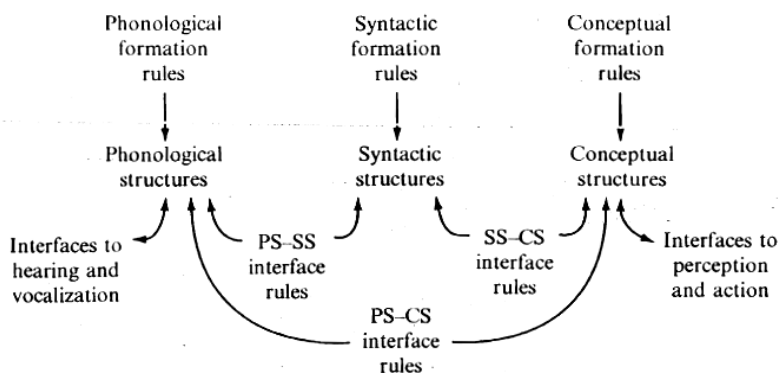 Phonological
formation
rules
Syntactic
formation
rules
Conceptual
formation
rules
Phonological
structures
Syntactic
structures
Conceptual
structures
Interfaces to
hearing and
vocalization
PS–SS
interface
rules
SS–CS
interface
rules
Interfaces to
perception
and action
PS–CS
interface
rules